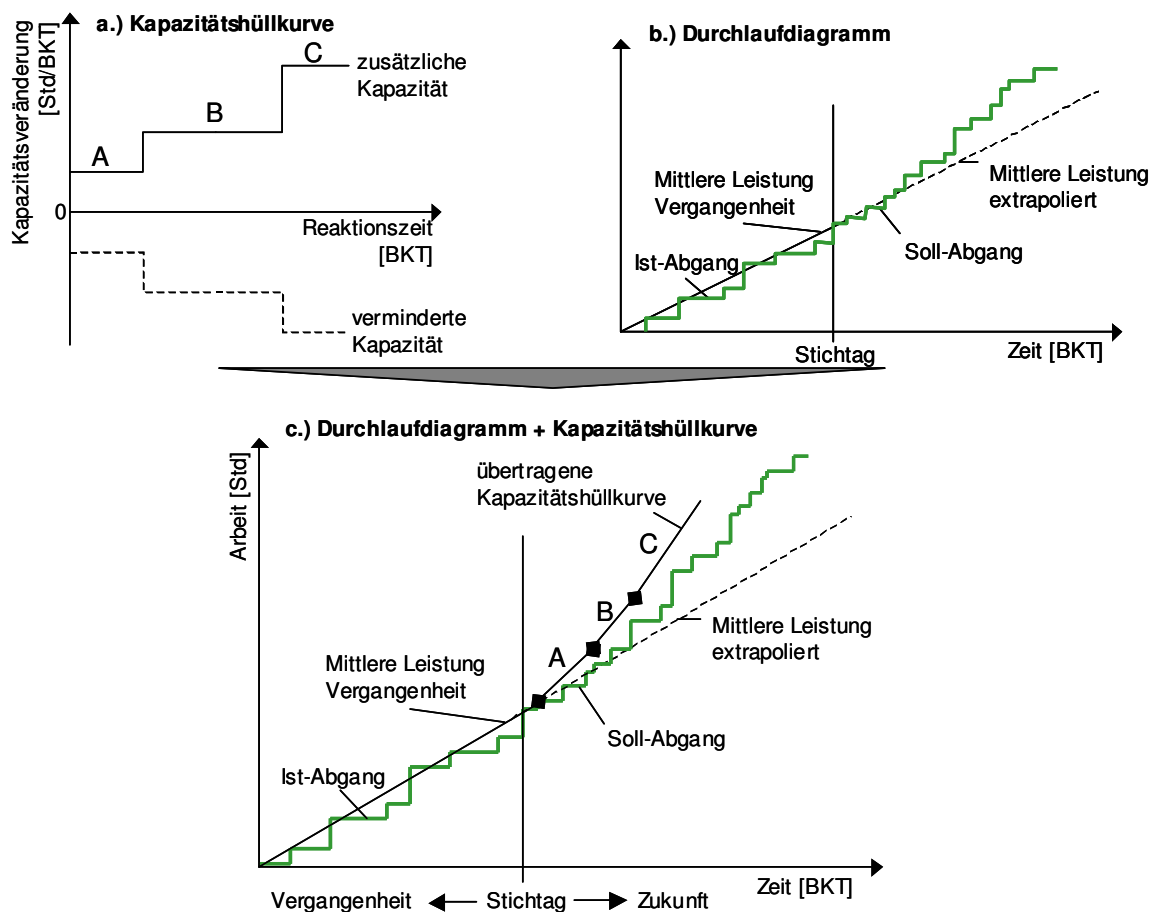 a.) Kapazitätshüllkurve
Kapazitätsveränderung
[Std/BKT]
C
zusätzliche
Kapazität
B
A
0
Reaktionszeit
[BKT]
verminderte
Kapazität
b.) Durchlaufdiagramm
Mittlere Leistung
Vergangenheit
Mittlere Leistung
extrapoliert
Ist-Abgang
Soll-Abgang
Stichtag
Zeit [BKT]
c.) Durchlaufdiagramm + Kapazitätshüllkurve
Arbeit [Std]
übertragene
Kapazitätshüllkurve
C
B
A
Mittlere Leistung
extrapoliert
Mittlere Leistung
Vergangenheit
Soll-Abgang
Ist-Abgang
Zeit [BKT]
Vergangenheit Stichtag Zukunft